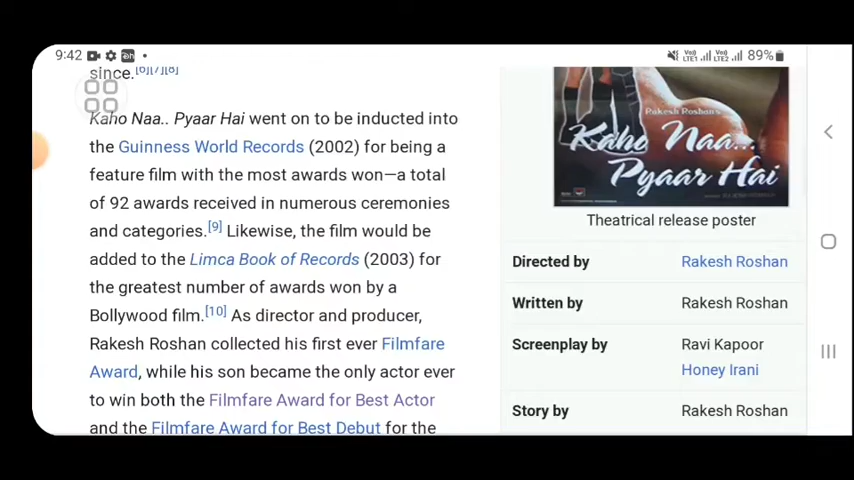 9:42
Vo) LTE1 Vo) LTE2 89%
since.[6][7][8]
Kaho Naa.. Pyaar Hai went on to be inducted into
the Guinness World Records (2002) for being a
feature film with the most awards won—a total
of 92 awards received in numerous ceremonies
and categories.[9] Likewise, the film would be
added to the Limca Book of Records (2003) for
the greatest number of awards won by a
Bollywood film.[10] As director and producer,
Rakesh Roshan collected his first ever Filmfare
Award, while his son became the only actor ever
to win both the Filmfare Award for Best Actor
and the Filmfare Award for Best Debut for the
Rakesh Roshan's
Kaho Naa...
Pyaar Hai
Theatrical release poster
Directed by Rakesh Roshan
Written by Rakesh Roshan
Screenplay by Ravi Kapoor
Honey Irani
Story by Rakesh Roshan